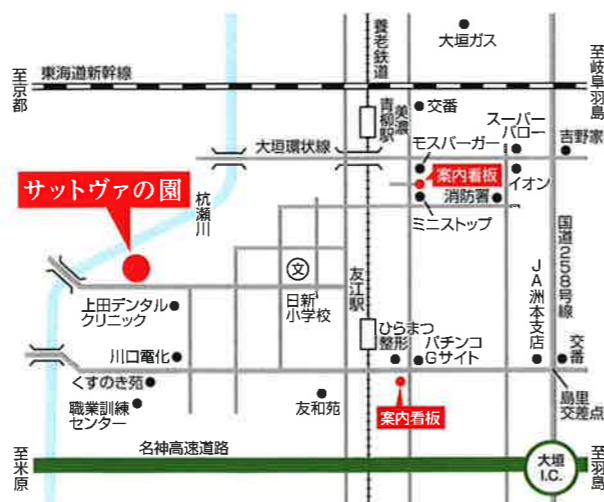 大垣ガス
養老鉄道
至岐阜羽島
東海道新幹線
至京都
美濃
青柳駅
交番
スーパー
バロー
モスバーガー
吉野家
大垣環状線
サットヴァの園
案内看板
イオン
消防署
ミニストップ
杭瀬川
国道258号線
文
日新
小学校
友江駅
JA洲本支店
上田デンタル
クリニック
ひらまつ
整形
パチンコ
Gサイト
交番
川口電化
くすのき苑
島里
交差点
職業訓練
センター
友和苑
案内看板
名神高速道路
至米原
大垣
I.C.
至羽島